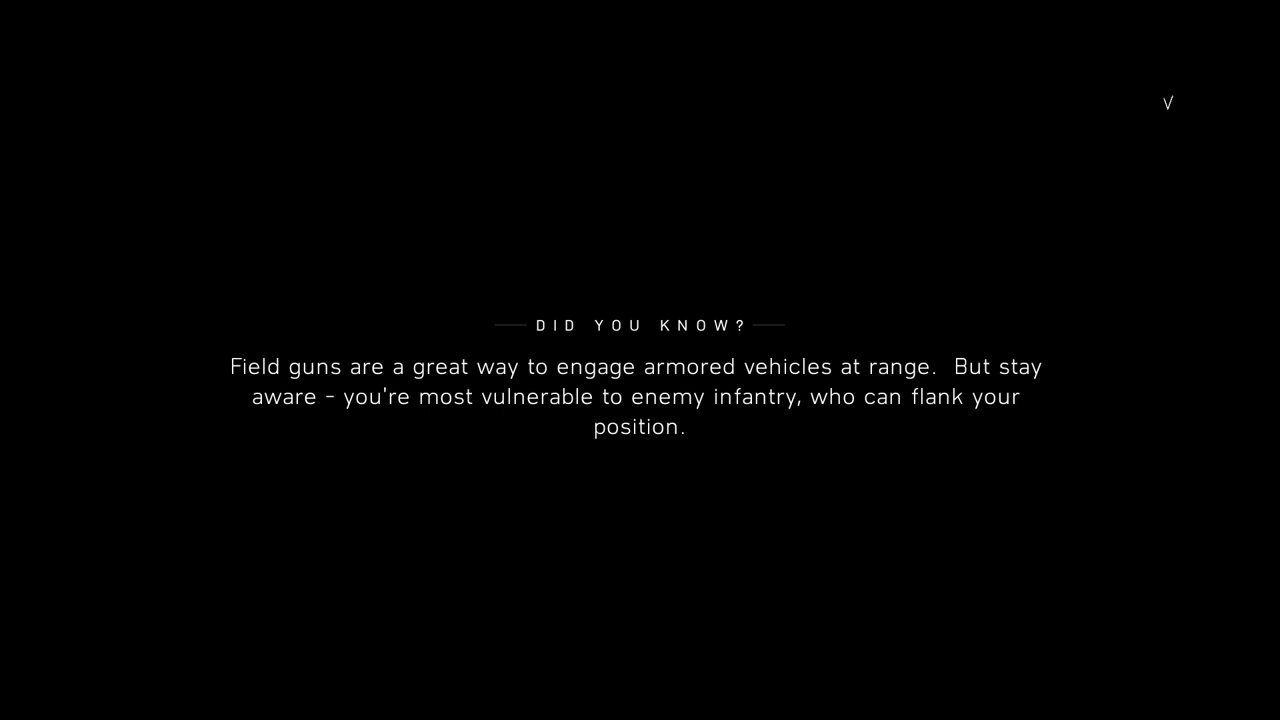 V
DID YOU KNOW?
Field guns are a great way to engage armored vehicles at range.  But stay
aware - you're most vulnerable to enemy infantry, who can flank your
position.